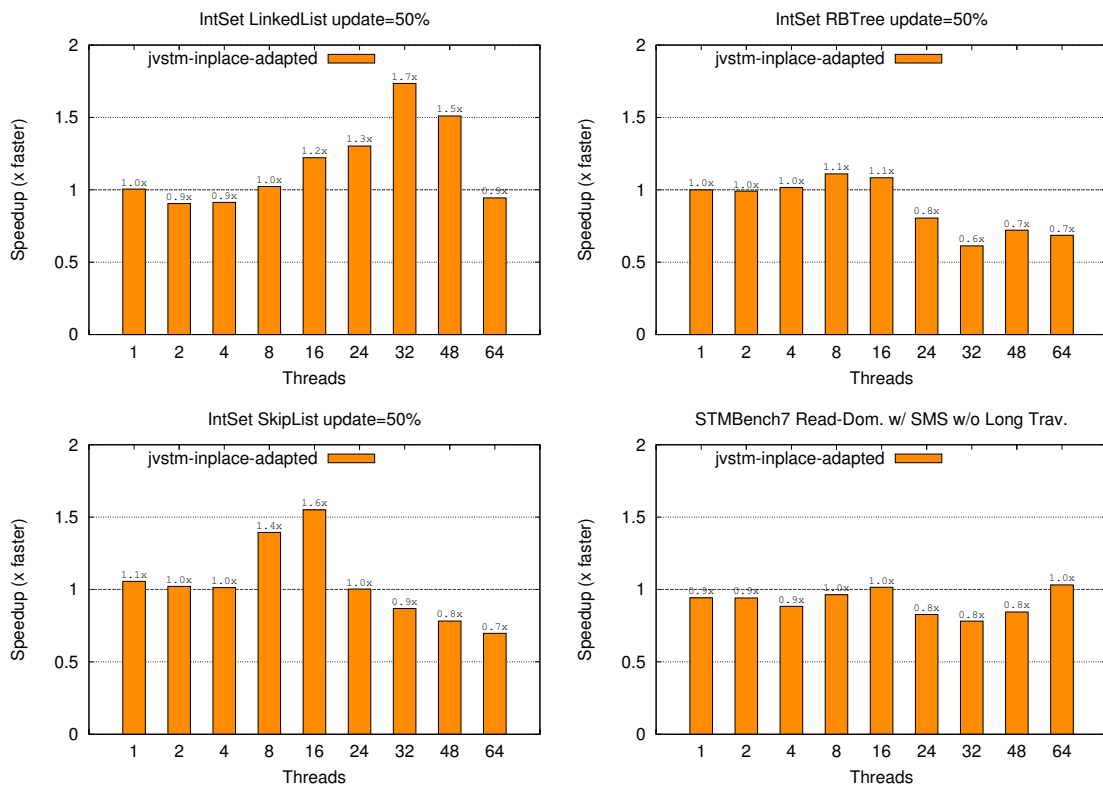 IntSet LinkedList update=50%
jvstm-inplace-adapted
Speedup (x faster)
2
1.5
1
0.5
0
1.0x
0.9x
0.9x
1.0x
1.2x
1.3x
1.7x
1.5x
0.9x
1 2 4 8 16 24 32 48 64
Threads
IntSet RBTree update=50%
jvstm-inplace-adapted
Speedup (x faster)
2
1.5
1
0.5
0
1.0x
1.0x
1.0x
1.1x
1.1x
0.8x
0.6x
0.7x
0.7x
1 2 4 8 16 24 32 48 64
Threads
IntSet SkipList update=50%
jvstm-inplace-adapted
Speedup (x faster)
2
1.5
1
0.5
0
1.1x
1.0x
1.0x
1.4x
1.6x
1.0x
0.9x
0.8x
0.7x
1 2 4 8 16 24 32 48 64
Threads
STMBench7 Read-Dom. w/ SMS w/o Long Trav.
jvstm-inplace-adapted
Speedup (x faster)
2
1.5
1
0.5
0
0.9x
0.9x
0.9x
1.0x
1.0x
0.8x
0.8x
0.8x
1.0x
1 2 4 8 16 24 32 48 64
Threads